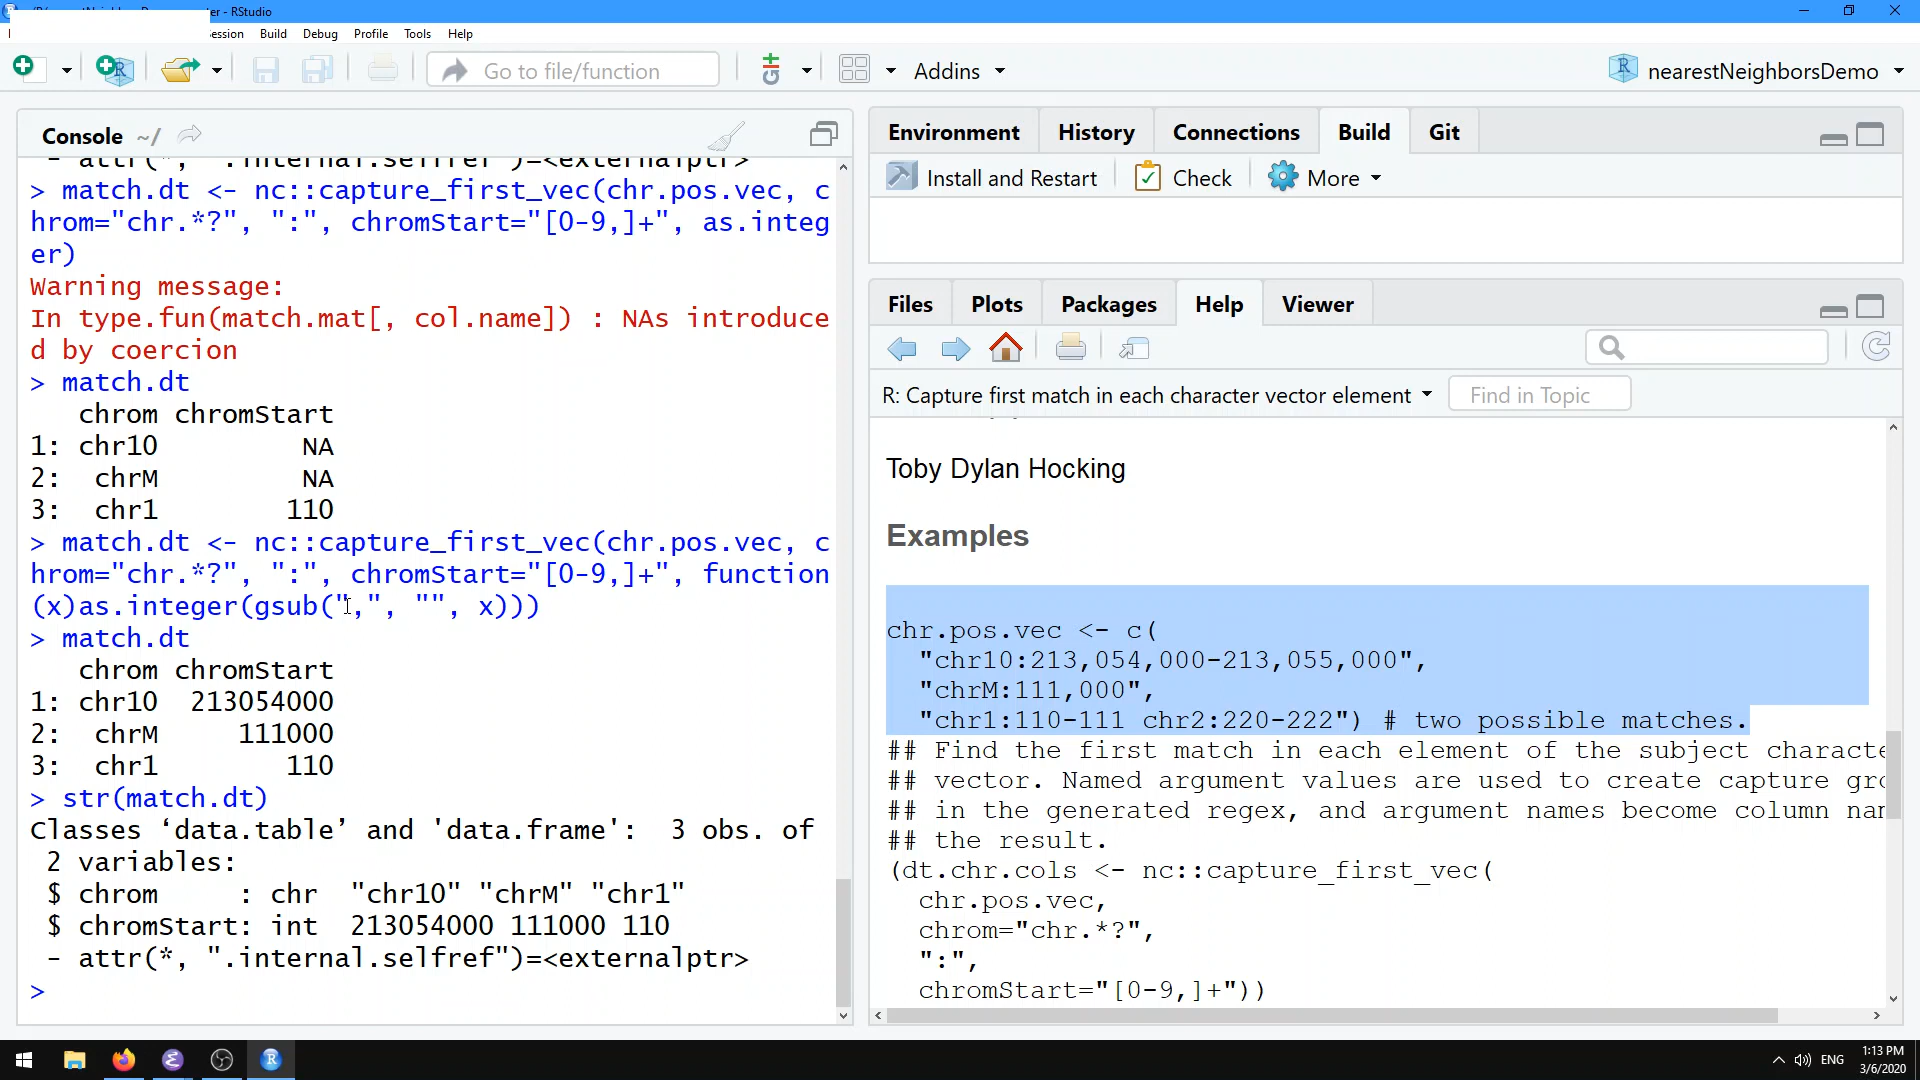 - RStudio
ession Build Debug Profile Tools Help
Go to file/function
Addins
nearestNeighborsDemo
Console ~/
- attr(*, ".internal.selfref")=<externalptr>
> match.dt <- nc::capture_first_vec(chr.pos.vec, c
hrom="chr.*?", ":", chromStart="[0-9,]+", as.integ
er)
Warning message:
In type.fun(match.mat[, col.name]) : NAs introduce
d by coercion
> match.dt
chrom chromStart
1: chr10 NA
2: chrM NA
3: chr1 110
> match.dt <- nc::capture_first_vec(chr.pos.vec, c
hrom="chr.*?", ":", chromStart="[0-9,]+", function
(x)as.integer(gsub(",", "", x)))
> match.dt
chrom chromStart
1: chr10 213054000
2: chrM 111000
3: chr1 110
> str(match.dt)
Classes ‘data.table’ and 'data.frame': 3 obs. of
2 variables:
$ chrom : chr "chr10" "chrM" "chr1"
$ chromStart: int 213054000 111000 110
- attr(*, ".internal.selfref")=<externalptr>
>
Environment History Connections Build Git
Install and Restart Check More
Files Plots Packages Help Viewer
R: Capture first match in each character vector element
Find in Topic
Toby Dylan Hocking
Examples
chr.pos.vec <- c(
"chr10:213,054,000-213,055,000",
"chrM:111,000",
"chr1:110-111 chr2:220-222") # two possible matches.
## Find the first match in each element of the subject characte
## vector. Named argument values are used to create capture gro
## in the generated regex, and argument names become column nam
## the result.
(dt.chr.cols <- nc::capture_first_vec(
chr.pos.vec,
chrom="chr.*?",
":",
chromStart="[0-9,]+"))
ENG
1:13 PM
3/6/2020